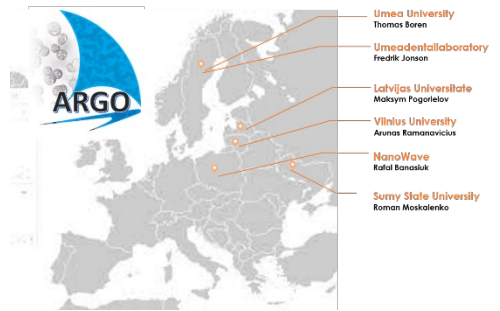 ARGO
Umea University
Thomas Boren
Umeadentallaboratory
Fredrik Jonson
Latvijas Universitate
Maksym Pogorielov
Vilnius University
Arunas Ramanavicius
NanoWave
Rafal Banasiuk
Sumy State University
Roman Moskalenko